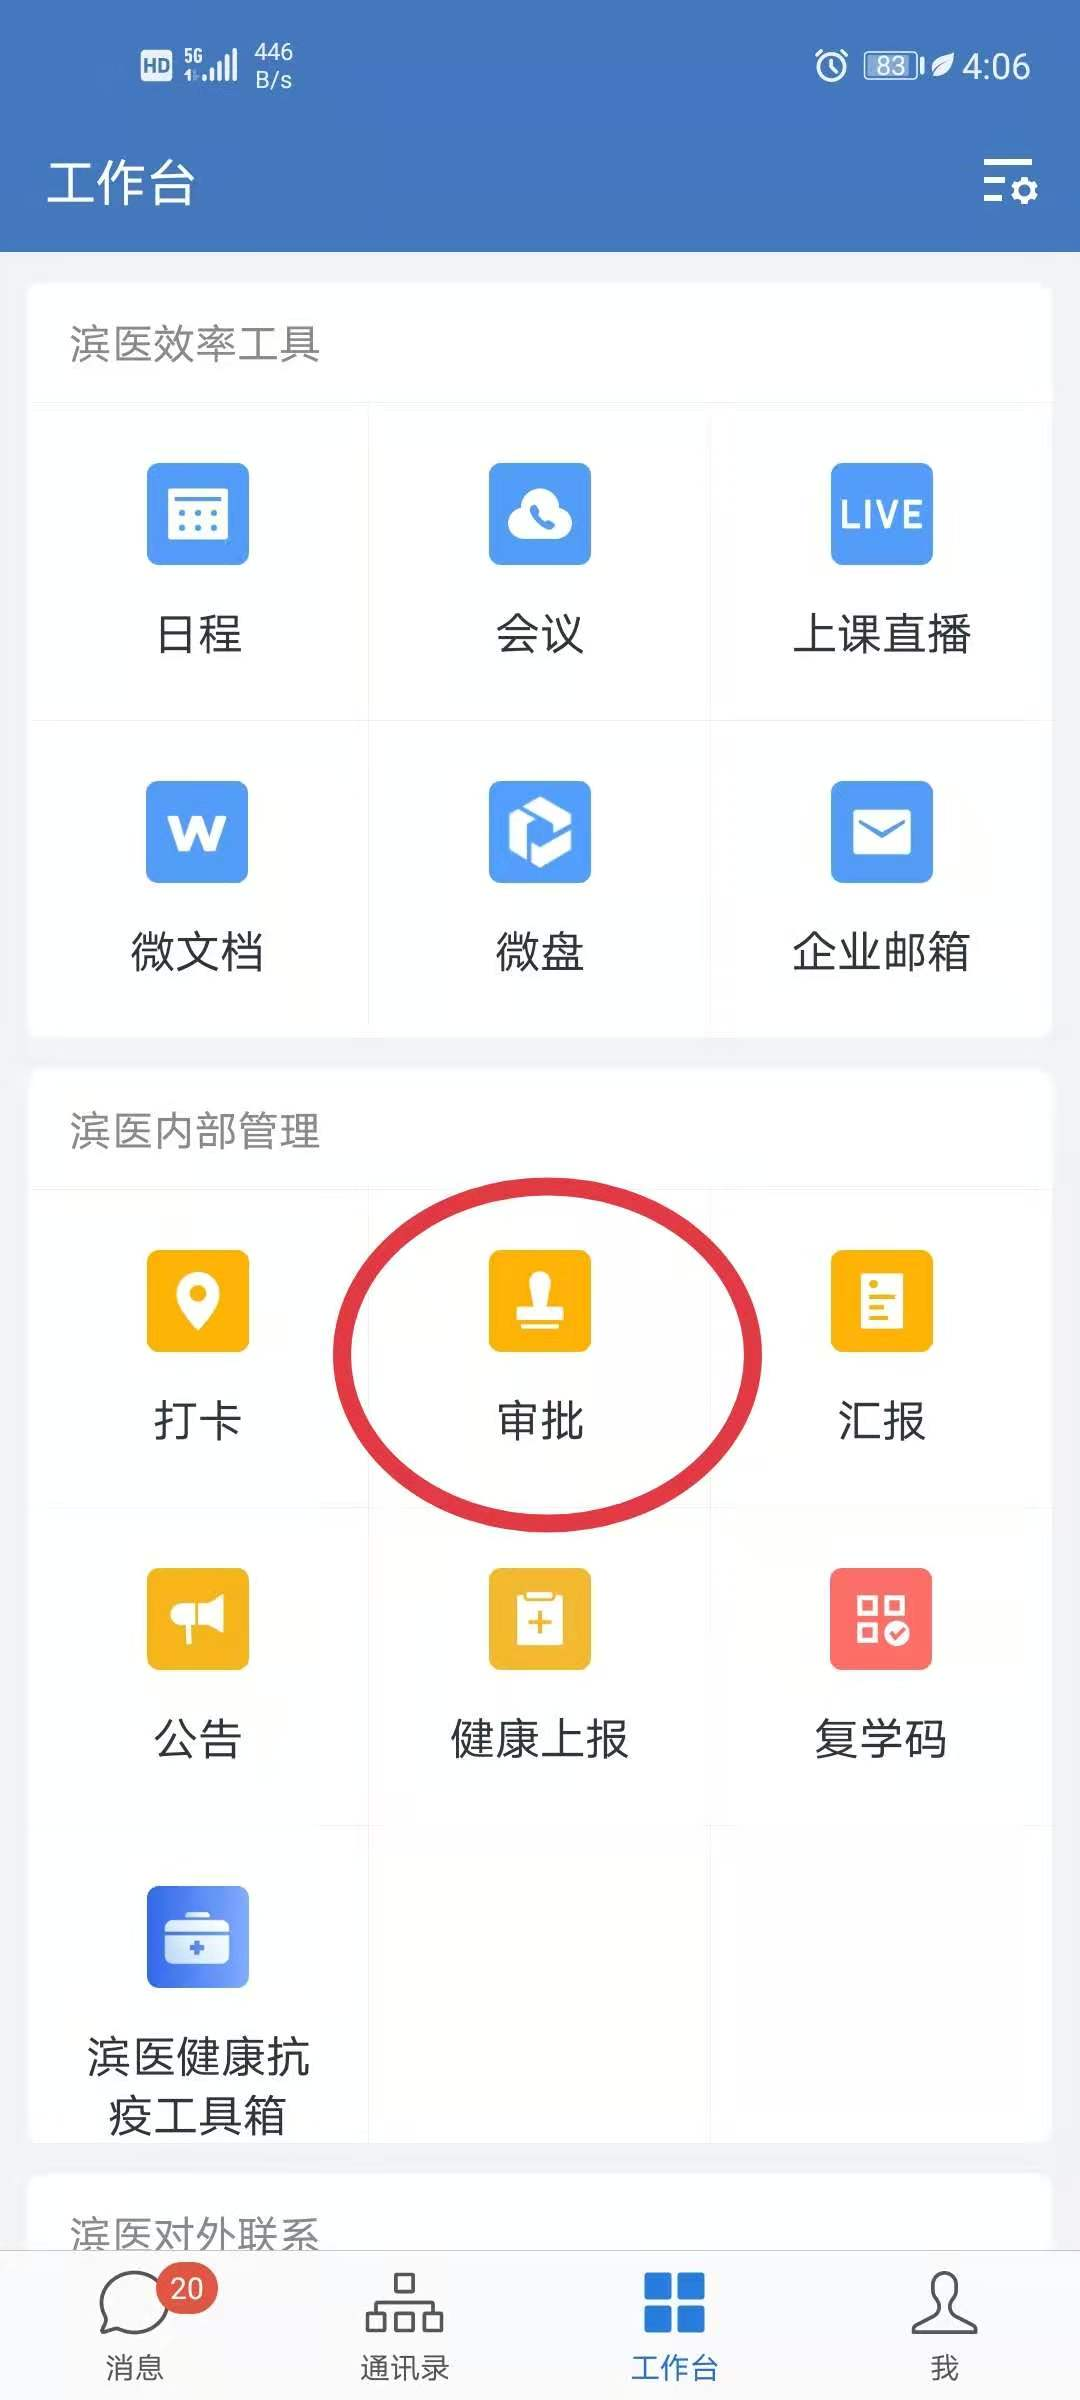 HD 5G 446 B/s 83 4:06
工作台
滨医效率工具
LIVE
日程 会议 上课直播
W
微文档 微盘 企业邮箱
滨医内部管理
打卡 审批 汇报
公告 健康上报 复学码
滨医健康抗
疫工具箱
滨医对外联系
20
消息 通讯录 工作台 我